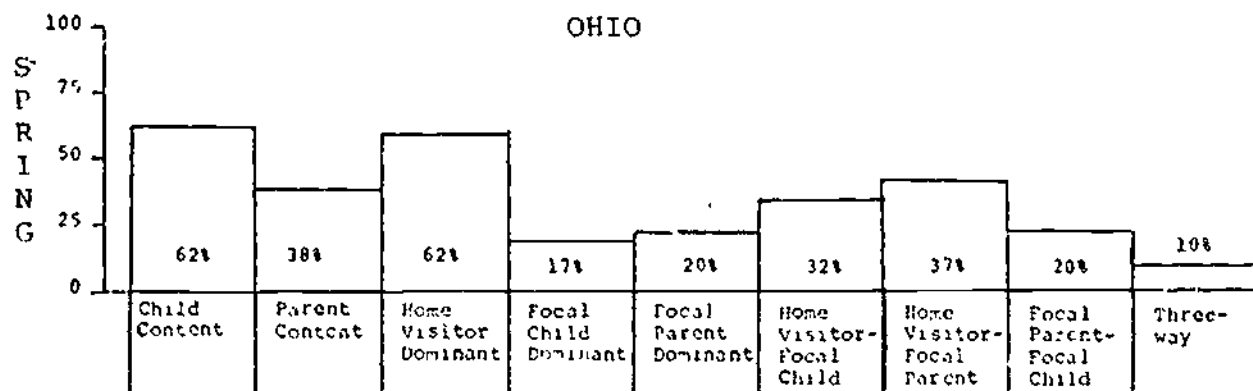 OHIO
SPRING
100
75
50
25
0
62%
38%
62%
17%
20%
32%
37%
20%
10%
Child
Content
Parent
Content
Home
Visitor
Dominant
Focal
Child
Dominant
Focal
Parent
Dominant
Home
Visitor-
Focal
Child
Home
Visitor-
Focal
Parent
Focal
Parent-
Focal
Child
Three-
way